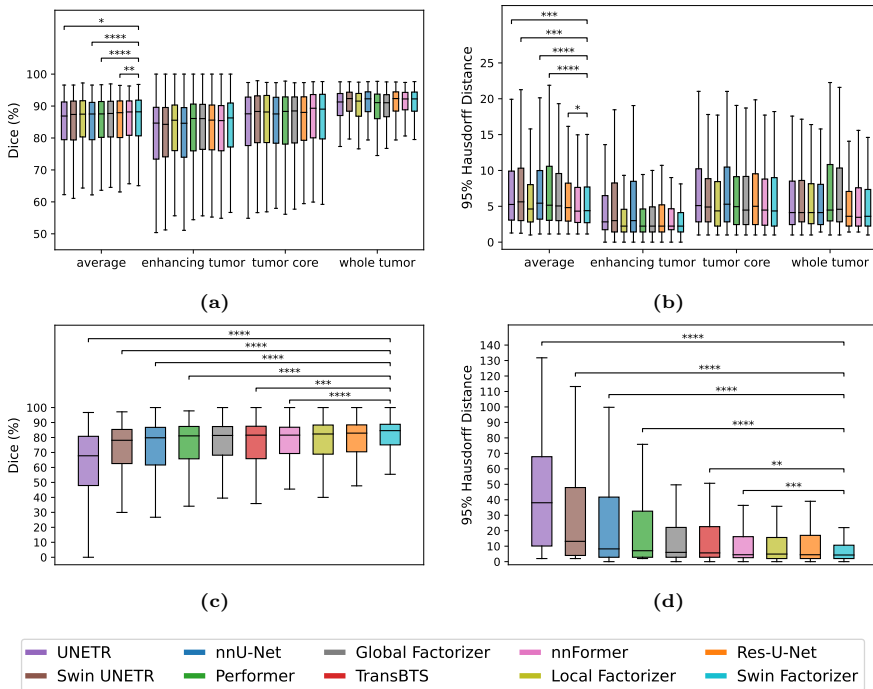 *
****
****
**
100
90
80
70
60
50
Dice (%)
average
enhancing tumor
tumor core
whole tumor
(a)
***
***
****
****
*
25
20
15
10
5
0
95% Hausdorff Distance
average
enhancing tumor
tumor core
whole tumor
(b)
****
****
****
****
***
****
100
90
80
70
60
50
40
30
20
10
0
Dice (%)
(c)
****
****
****
****
**
***
140
130
120
110
100
90
80
70
60
50
40
30
20
10
0
95% Hausdorff Distance
(d)
UNETR
nnU-Net
Global Factorizer
nnFormer
Res-U-Net
Swin UNETR
Performer
TransBTS
Local Factorizer
Swin Factorizer